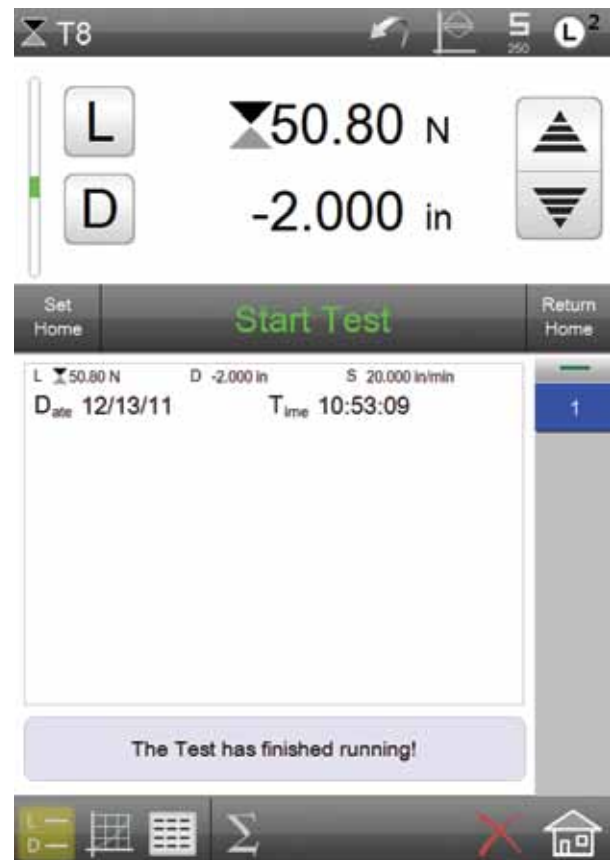 T8
S
250
L 2
L
50.80 N
D
-2.000 in
Set
Home
Start Test
Return
Home
L 50.80 N D -2.000 in S 20.000 in/min
Date 12/13/11 Time 10:53:09
1
The Test has finished running!
L
D
Σ